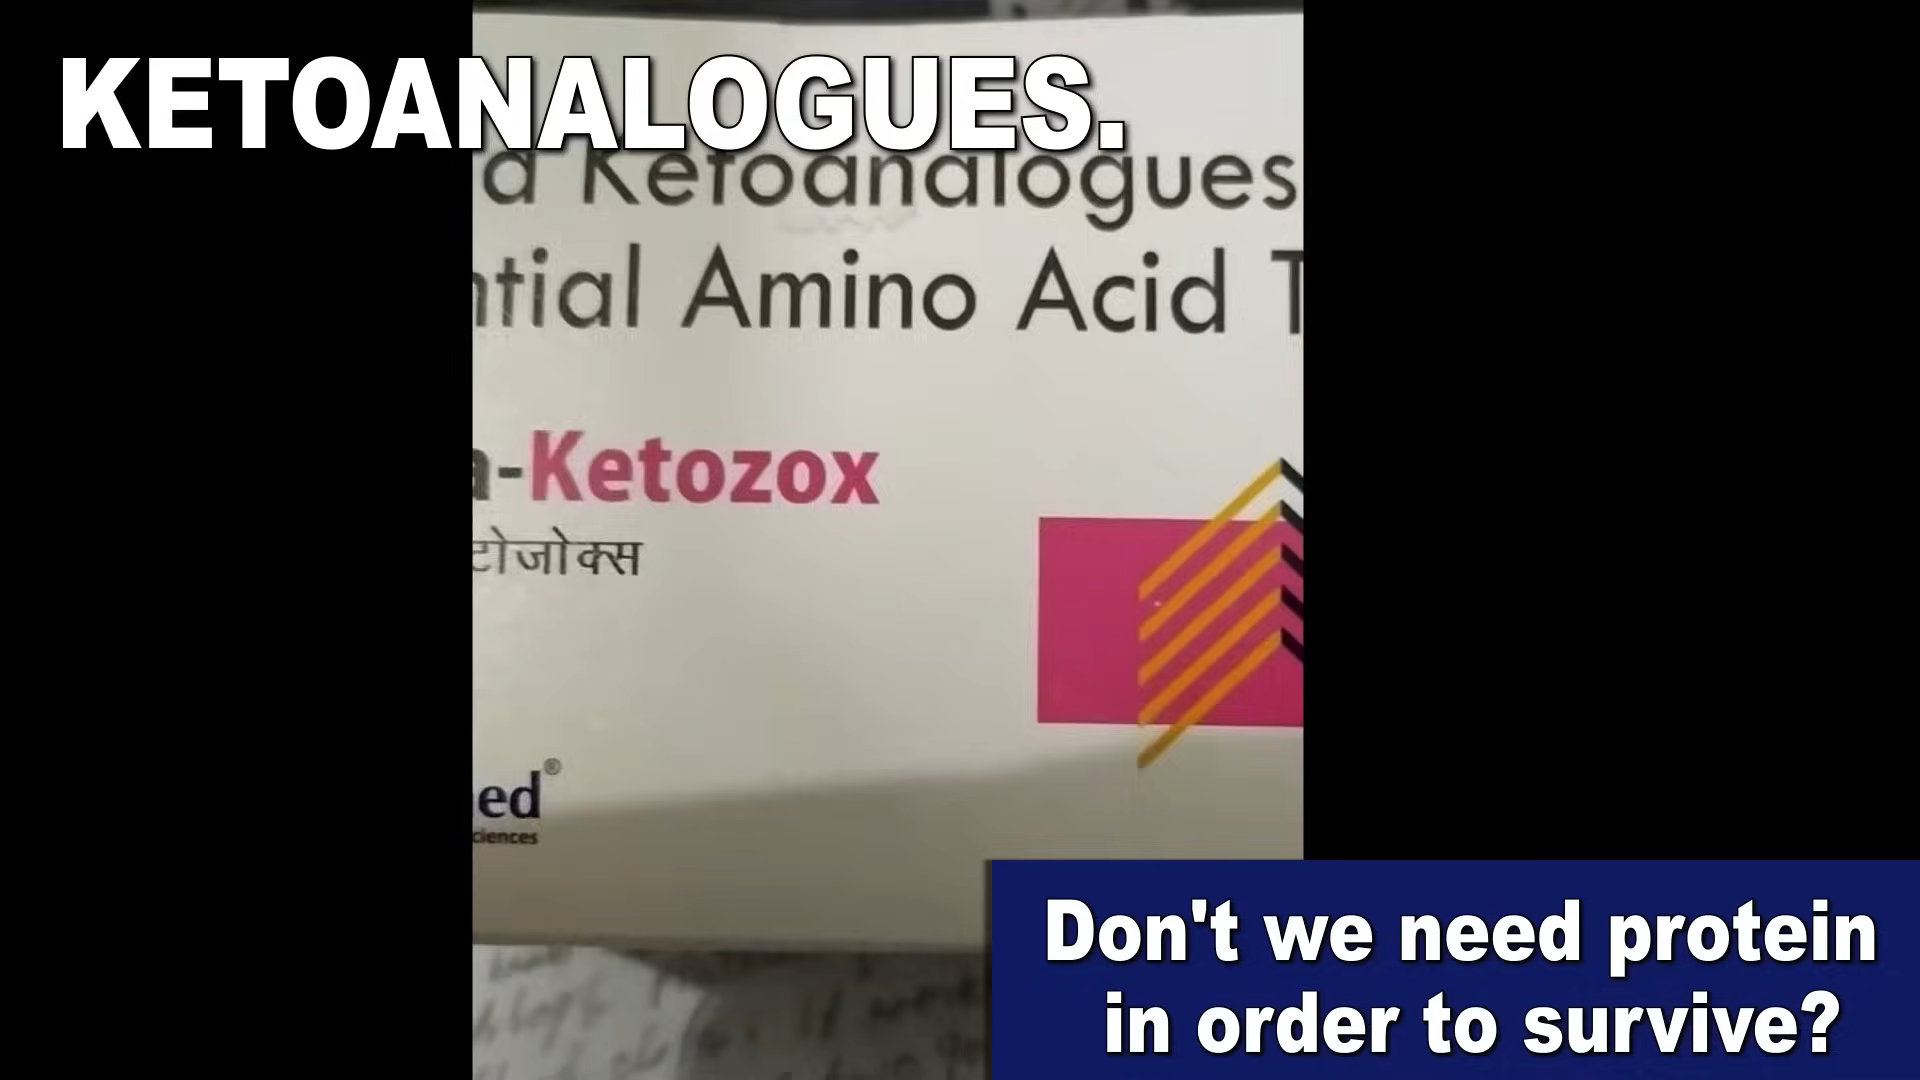 KETOANALOGUES.
a Ketoanalogues
ntial Amino Acid T
a-Ketozox
टोजोक्स
ed®
ciences
Don't we need protein
in order to survive?